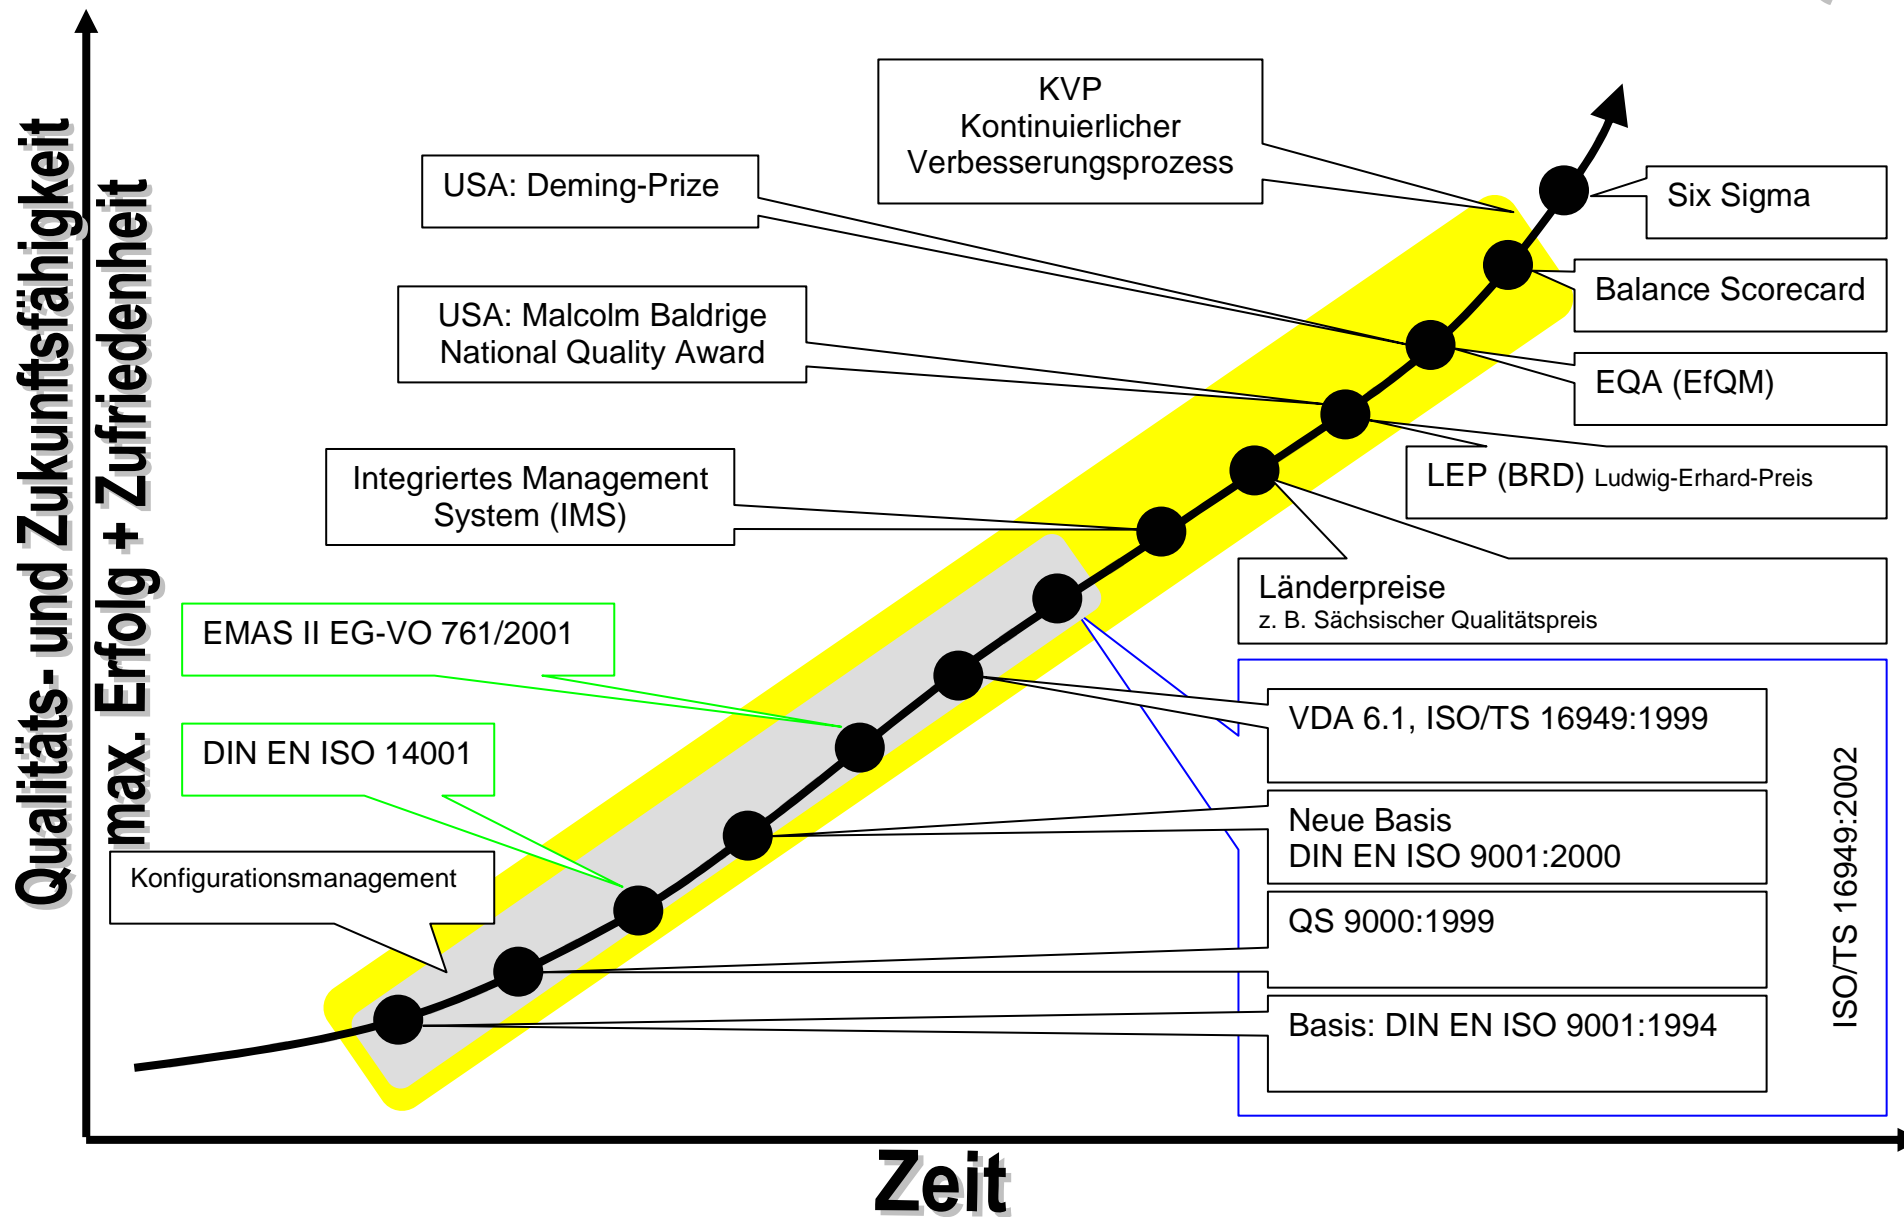 Qualitäts- und Zukunftsfähigkeit
max. Erfolg + Zufriedenheit
KVP
Kontinuierlicher
Verbesserungsprozess
USA: Deming-Prize
Six Sigma
Balance Scorecard
USA: Malcolm Baldrige
National Quality Award
EQA (EfQM)
Integriertes Management
System (IMS)
LEP (BRD) Ludwig-Erhard-Preis
Länderpreise
z. B. Sächsischer Qualitätspreis
EMAS II EG-VO 761/2001
DIN EN ISO 14001
VDA 6.1, ISO/TS 16949:1999
Neue Basis
DIN EN ISO 9001:2000
Konfigurationsmanagement
QS 9000:1999
Basis: DIN EN ISO 9001:1994
ISO/TS 16949:2002
Zeit